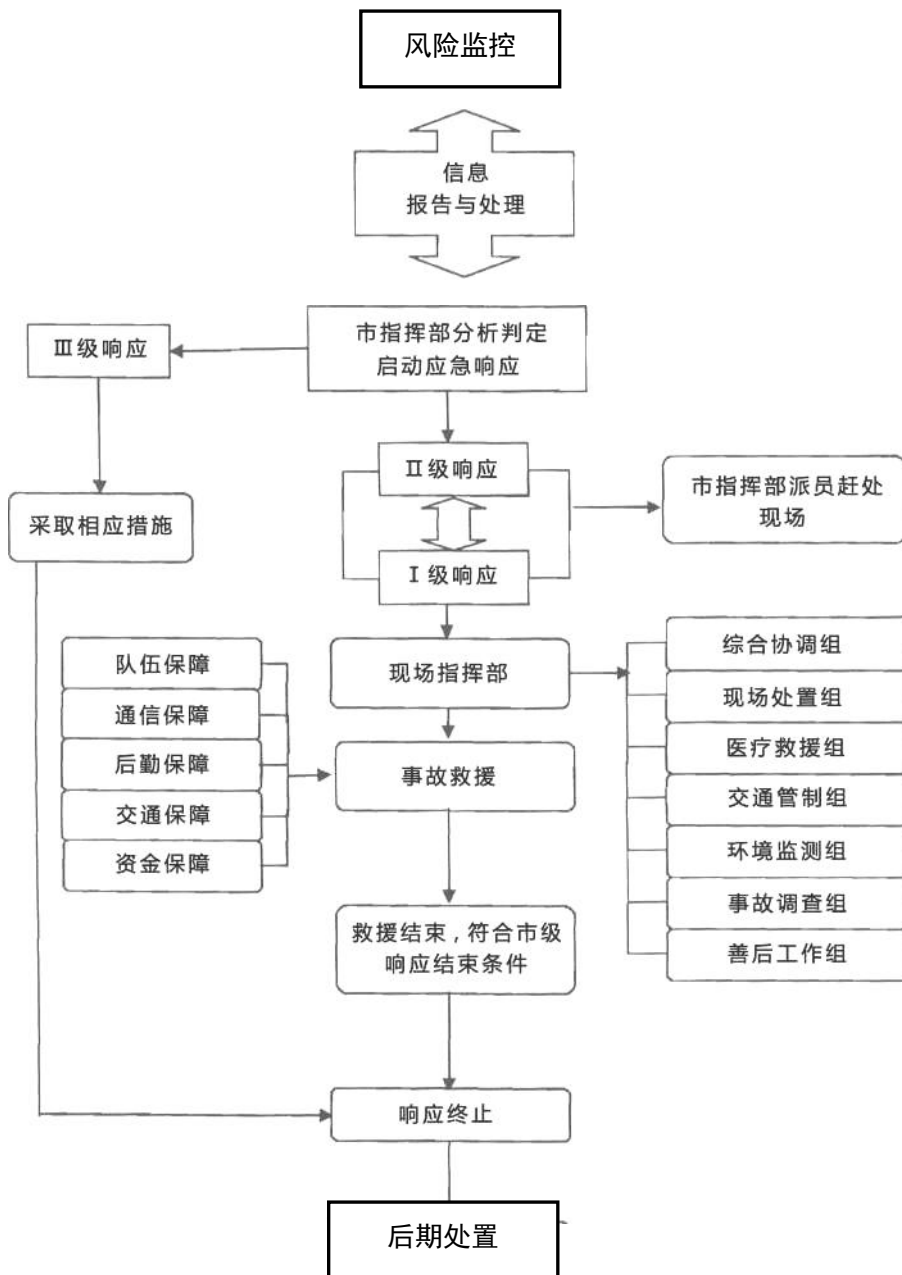 风险监控
信息
报告与处理
市指挥部分析判定
启动应急响应
Ⅲ级响应
Ⅱ级响应
市指挥部派员赶处
现场
采取相应措施
Ⅰ级响应
综合协调组
队伍保障
现场指挥部
现场处置组
通信保障
医疗救援组
后勤保障
事故救援
交通管制组
交通保障
环境监测组
资金保障
事故调查组
救援结束，符合市级
响应结束条件
善后工作组
响应终止
后期处置